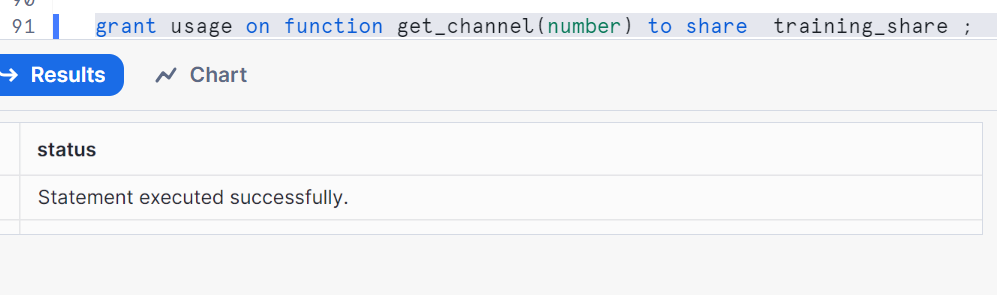 91 grant usage on function get_channel(number) to share  training_share ;
Results Chart
status
Statement executed successfully.